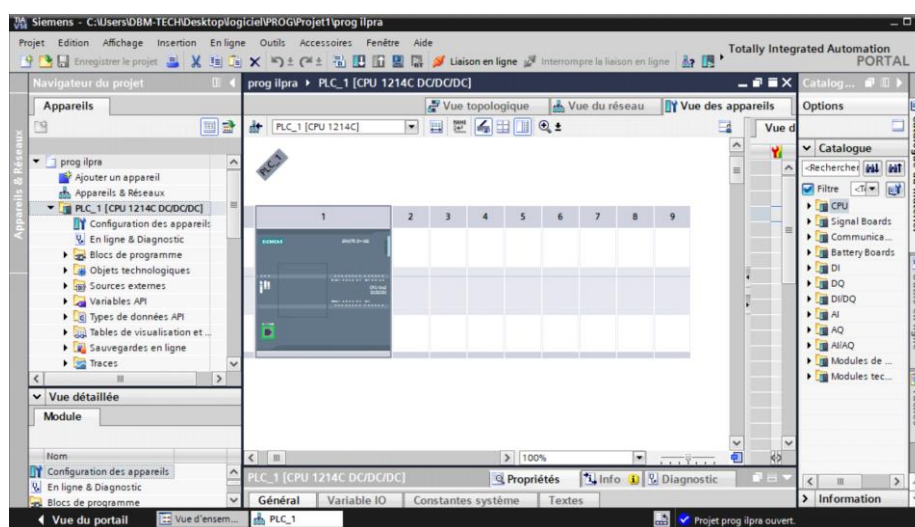 Siemens - C:\Users\DBM-TECH\Desktop\logiciel\PROG\Projet1\prog ilpra
Projet Edition Affichage Insertion En ligne Outils Accessoires Fenêtre Aide
Totally Integrated Automation
PORTAL
Enregistrer le projet
Liaison en ligne
Interrompre la liaison en ligne
Navigateur du projet
prog ilpra PLC_1 [CPU 1214C DC/DC/DC]
Catalog...
Appareils
Vue topologique
Vue du réseau
Vue des appareils
Options
PLC_1 [CPU 1214C]
Vue d
Appareils & Réseaux
prog ilpra
Ajouter un appareil
Appareils & Réseaux
PLC_1 [CPU 1214C DC/DC/DC]
Configuration des appareils
En ligne & Diagnostic
Blocs de programme
Objets technologiques
Sources externes
Variables API
Types de données API
Tables de visualisation et ...
Sauvegardes en ligne
Traces
PLC_1
1 2 3 4 5 6 7 8 9
SIEMENS
Catalogue
<Rechercher
Filtre
CPU
Signal Boards
Communica...
Battery Boards
DI
DQ
DI/DQ
AI
AQ
AI/AQ
Modules de ...
Modules tec...
Vue détaillée
Module
Nom
Configuration des appareils
En ligne & Diagnostic
Blocs de programme
100%
PLC_1 [CPU 1214C DC/DC/DC]
Propriétés
Info
Diagnostic
Général Variable IO Constantes système Textes
Information
Vue du portail
Vue d'ensem...
PLC_1
Projet prog ilpra ouvert.